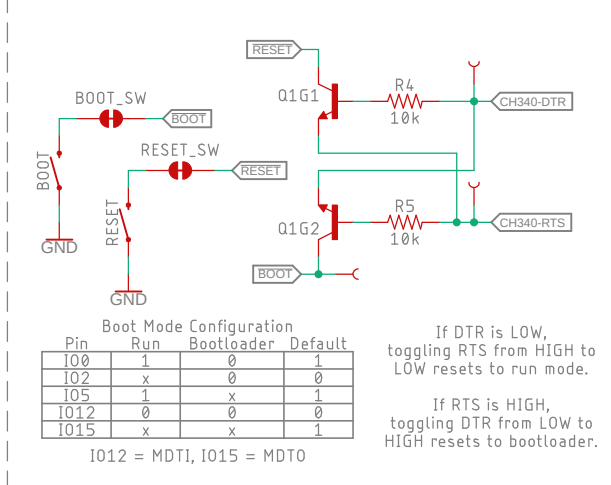 RESET
Q1G1
R4
10k
CH340-DTR
BOOT_SW
BOOT
BOOT
GND
RESET_SW
RESET
RESET
GND
Q1G2
R5
10k
CH340-RTS
BOOT
Boot Mode Configuration
Pin Run Bootloader Default
IO0 1 0 1
IO2 x 0 0
IO5 1 x 1
IO12 0 0 0
IO15 x x 1
IO12 = MDTI, IO15 = MDTO
If DTR is LOW,
toggling RTS from HIGH to
LOW resets to run mode.
If RTS is HIGH,
toggling DTR from LOW to
HIGH resets to bootloader.